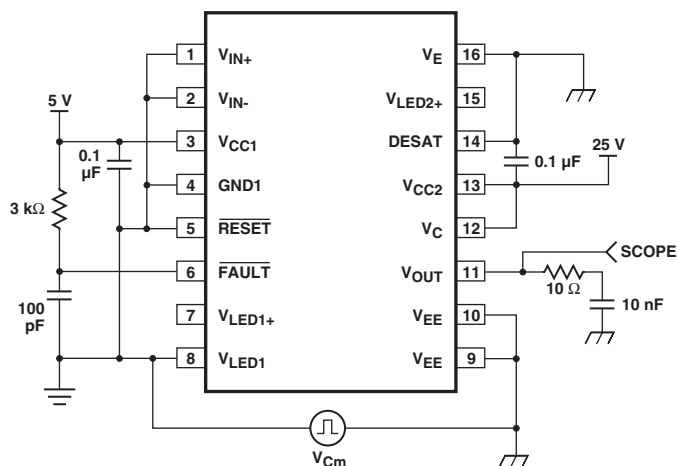 1 V_IN+ V_E 16
5 V 2 V_IN- V_LED2+ 15
3 V_CC1 DESAT 14 25 V
0.1 µF 0.1 µF
4 GND1 V_CC2 13
3 kΩ 5 RESET V_C 12
6 FAULT V_OUT 11 SCOPE
10 Ω
100 pF 10 nF
7 V_LED1+ V_EE 10
8 V_LED1 V_EE 9
V_Cm